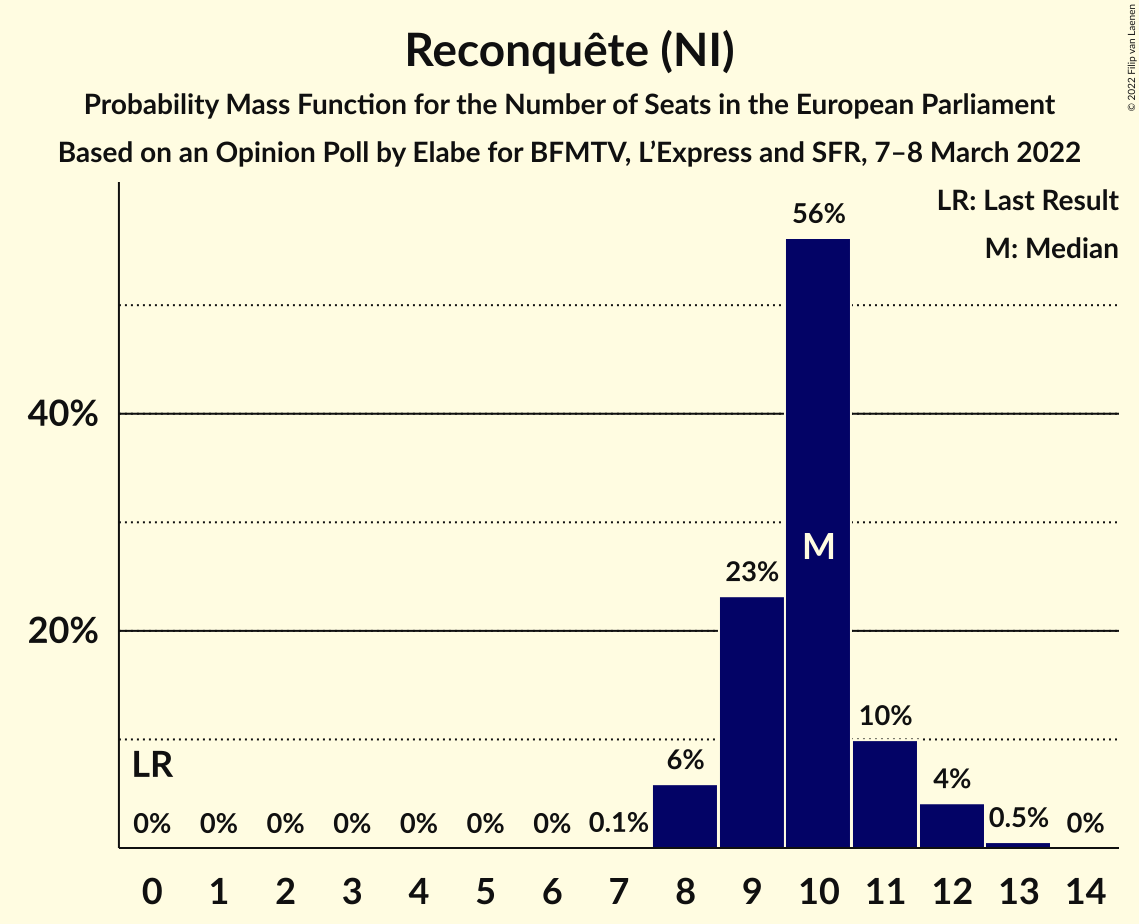 Reconquête (NI)
Probability Mass Function for the Number of Seats in the European Parliament
Based on an Opinion Poll by Elabe for BFMTV, L’Express and SFR, 7–8 March 2022
© 2022 Filip van Laenen
LR: Last Result
M: Median
56%
40%
M
23%
20%
10%
LR
6%
4%
0% 0% 0% 0% 0% 0% 0% 0.1% 0.5% 0%
0 1 2 3 4 5 6 7 8 9 10 11 12 13 14